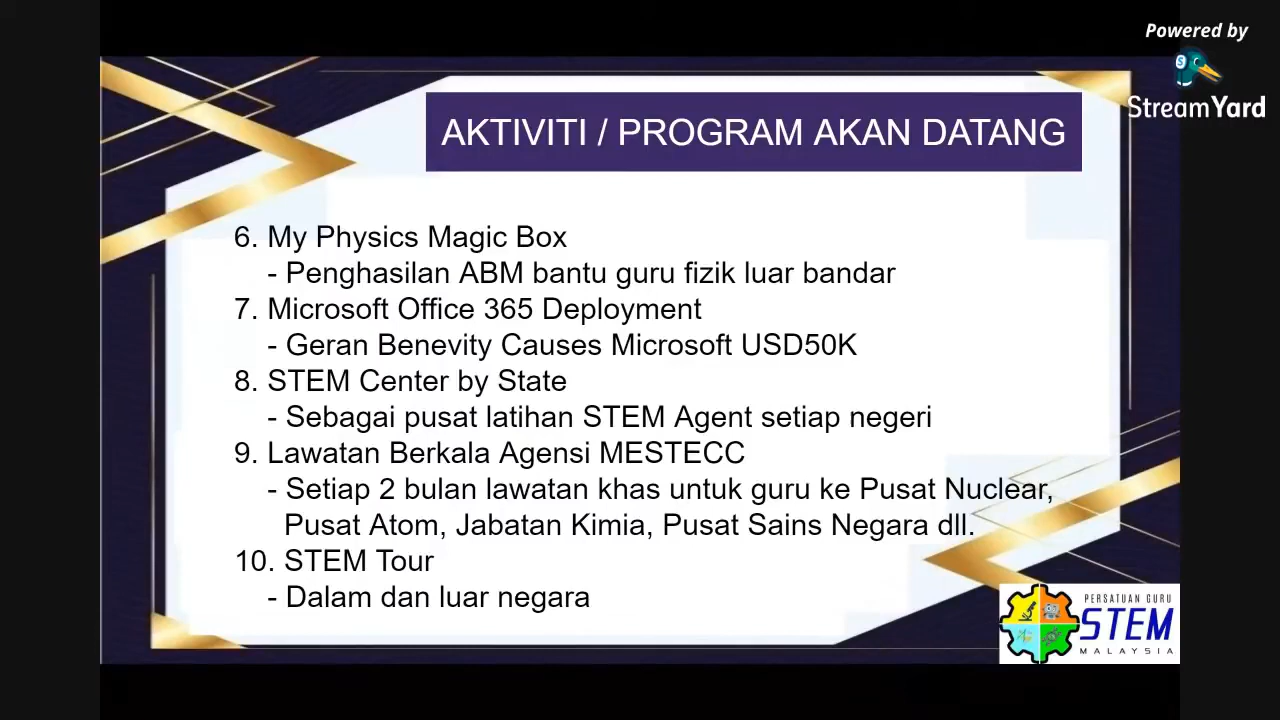 Powered by
StreamYard
AKTIVITI / PROGRAM AKAN DATANG
6. My Physics Magic Box
- Penghasilan ABM bantu guru fizik luar bandar
7. Microsoft Office 365 Deployment
- Geran Benevity Causes Microsoft USD50K
8. STEM Center by State
- Sebagai pusat latihan STEM Agent setiap negeri
9. Lawatan Berkala Agensi MESTECC
- Setiap 2 bulan lawatan khas untuk guru ke Pusat Nuclear,
Pusat Atom, Jabatan Kimia, Pusat Sains Negara dll.
10. STEM Tour
- Dalam dan luar negara
PERSATUAN GURU
STEM
MALAYSIA